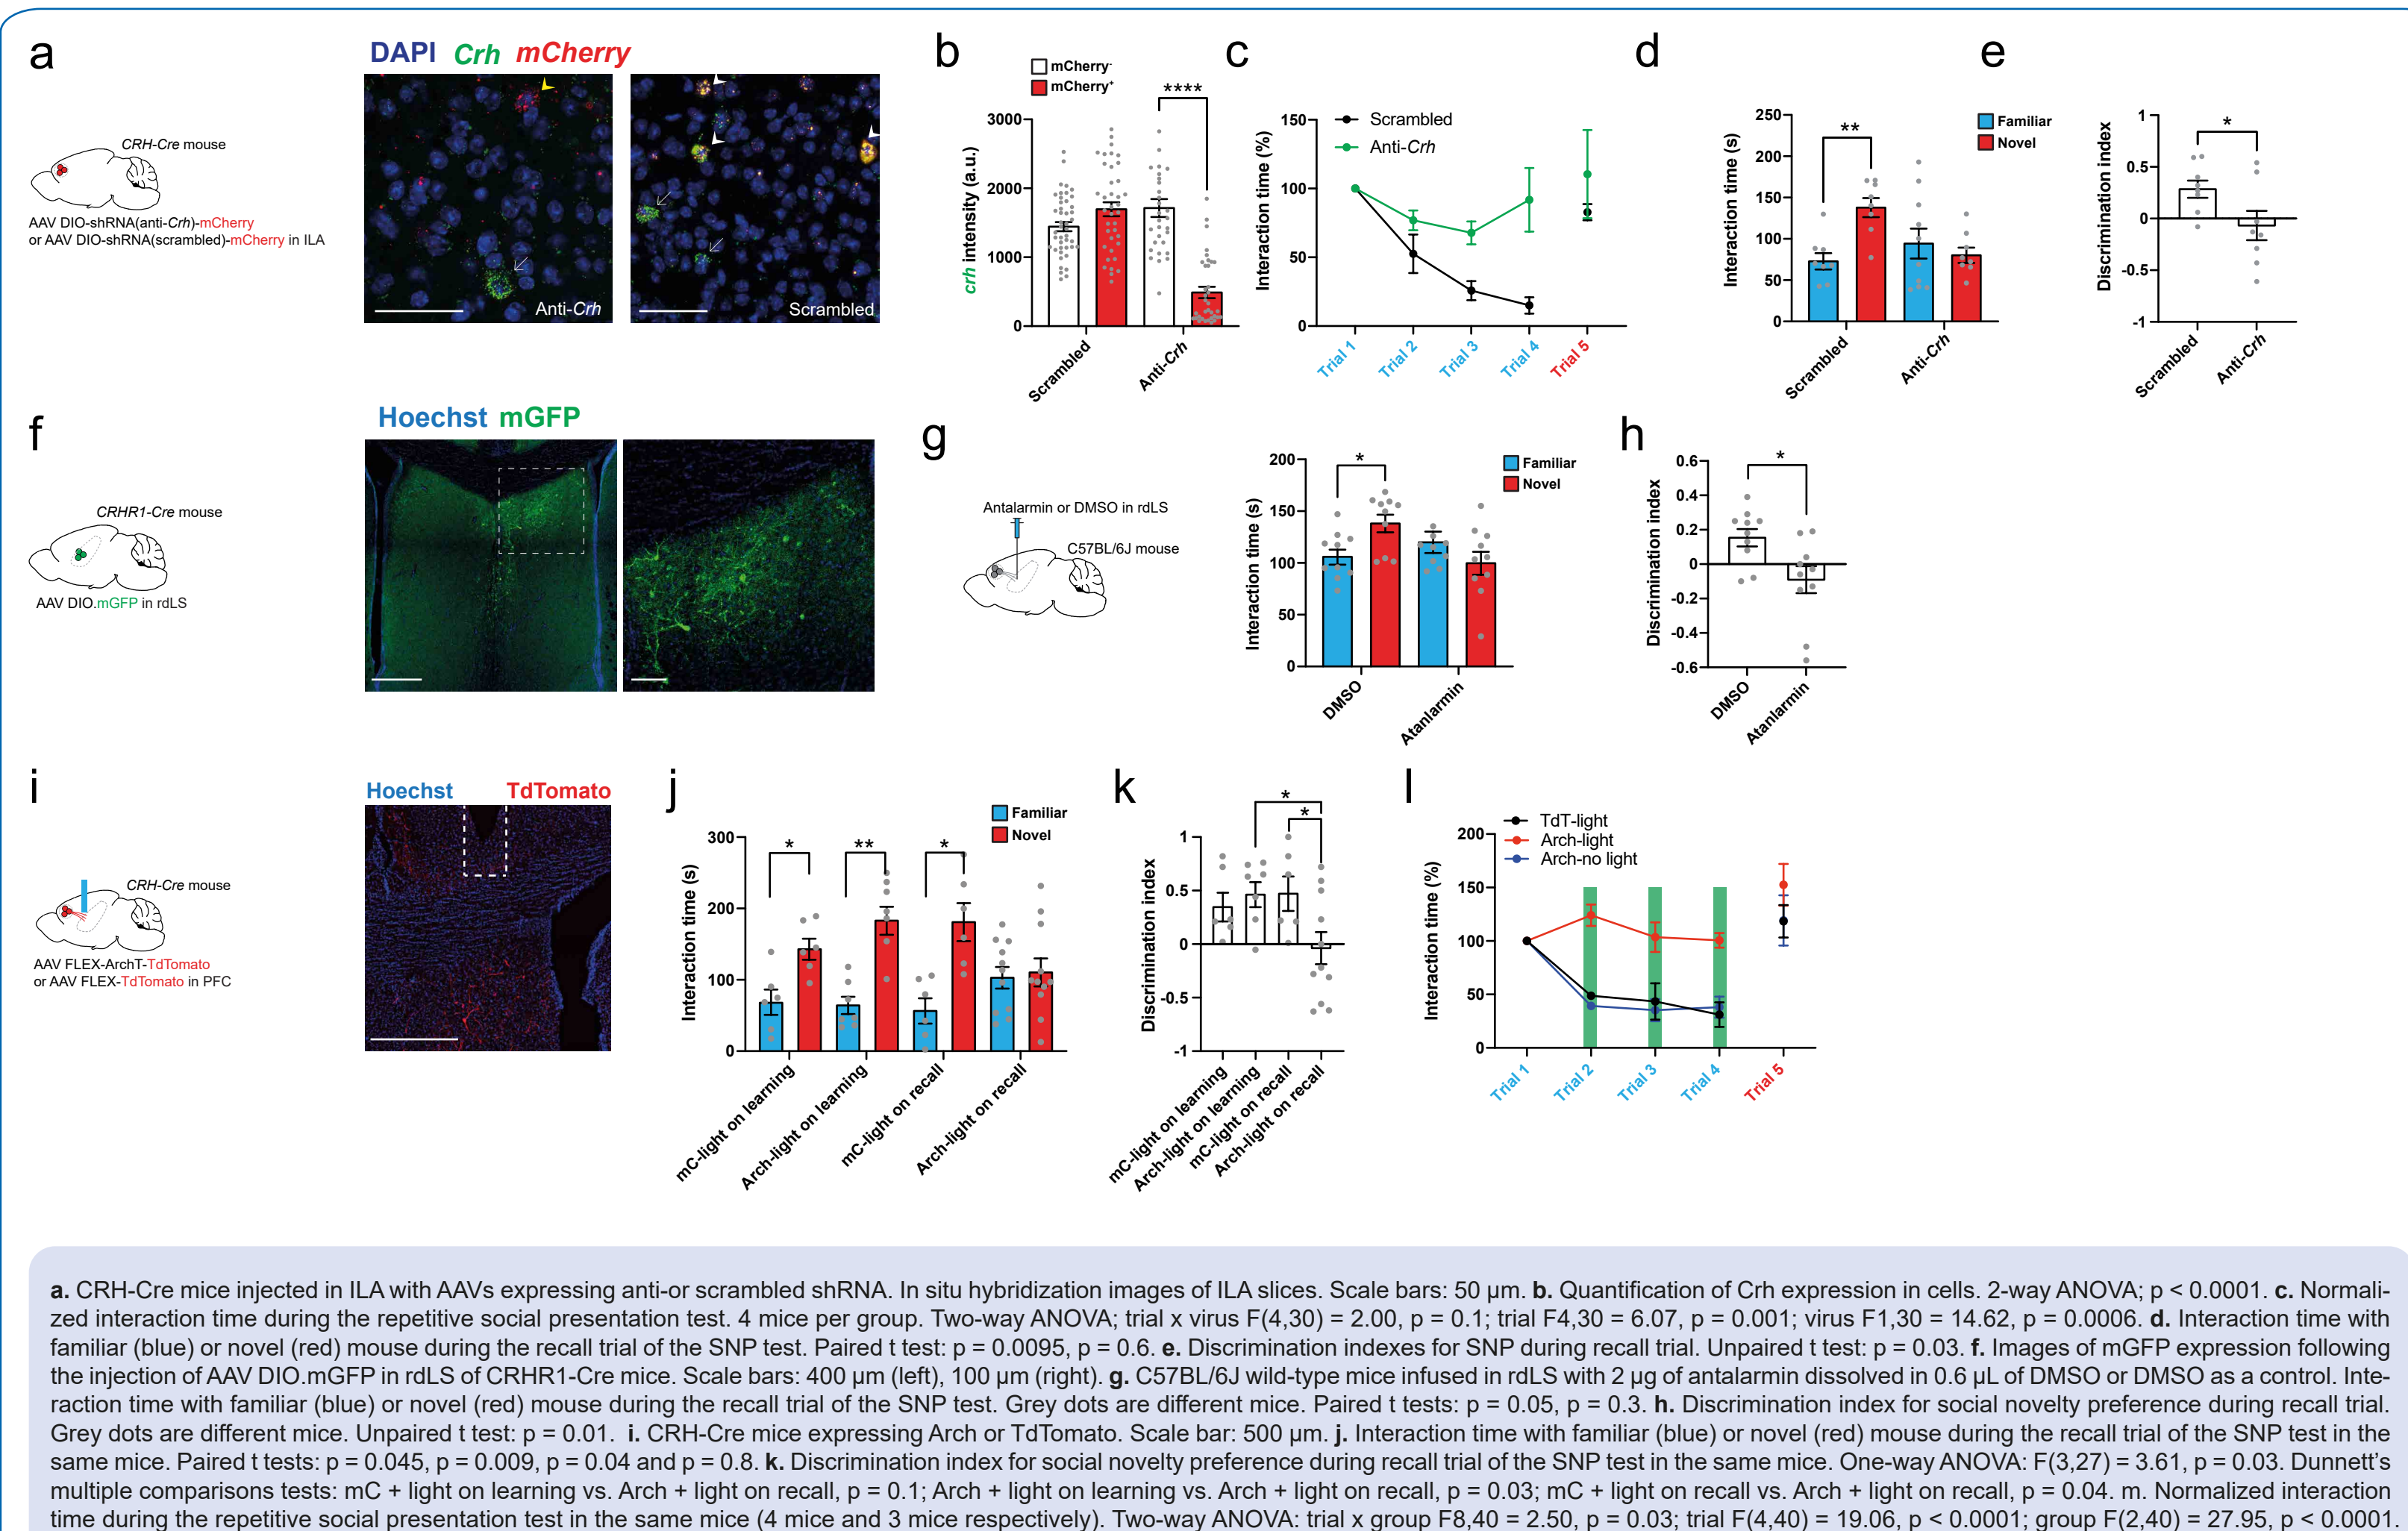 a
DAPI Crh mCherry
CRH-Cre mouse
AAV DIO-shRNA(anti-Crh)-mCherry
or AAV DIO-shRNA(scrambled)-mCherry in ILA
Anti-Crh
Scrambled
b
mCherry-
mCherry+
****
crh intensity (a.u.)
3000
2000
1000
0
Scrambled
Anti-Crh
c
Scrambled
Anti-Crh
Interaction time (%)
150
100
50
0
Trial 1
Trial 2
Trial 3
Trial 4
Trial 5
d
Familiar
Novel
**
Interaction time (s)
250
200
150
100
50
0
Scrambled
Anti-Crh
e
*
Discrimination index
1
0.5
0
-0.5
-1
Scrambled
Anti-Crh
f
Hoechst mGFP
CRHR1-Cre mouse
AAV DIO.mGFP in rdLS
g
Antalarmin or DMSO in rdLS
C57BL/6J mouse
Familiar
Novel
*
Interaction time (s)
200
150
100
50
0
DMSO
Atanlarmin
h
*
Discrimination index
0.6
0.4
0.2
0
-0.2
-0.4
-0.6
DMSO
Atanlarmin
i
Hoechst TdTomato
CRH-Cre mouse
AAV FLEX-ArchT-TdTomato
or AAV FLEX-TdTomato in PFC
j
Familiar
Novel
* ** *
Interaction time (s)
300
200
100
0
mC-light on learning
Arch-light on learning
mC-light on recall
Arch-light on recall
k
*
*
Discrimination index
1
0.5
0
-0.5
-1
mC-light on learning
Arch-light on learning
mC-light on recall
Arch-light on recall
l
TdT-light
Arch-light
Arch-no light
Interaction time (%)
200
150
100
50
0
Trial 1
Trial 2
Trial 3
Trial 4
Trial 5
a. CRH-Cre mice injected in ILA with AAVs expressing anti-or scrambled shRNA. In situ hybridization images of ILA slices. Scale bars: 50 µm. b. Quantification of Crh expression in cells. 2-way ANOVA; p < 0.0001. c. Normali-
zed interaction time during the repetitive social presentation test. 4 mice per group. Two-way ANOVA; trial x virus F(4,30) = 2.00, p = 0.1; trial F4,30 = 6.07, p = 0.001; virus F1,30 = 14.62, p = 0.0006. d. Interaction time with
familiar (blue) or novel (red) mouse during the recall trial of the SNP test. Paired t test: p = 0.0095, p = 0.6. e. Discrimination indexes for SNP during recall trial. Unpaired t test: p = 0.03. f. Images of mGFP expression following
the injection of AAV DIO.mGFP in rdLS of CRHR1-Cre mice. Scale bars: 400 µm (left), 100 µm (right). g. C57BL/6J wild-type mice infused in rdLS with 2 µg of antalarmin dissolved in 0.6 µL of DMSO or DMSO as a control. Inte-
raction time with familiar (blue) or novel (red) mouse during the recall trial of the SNP test. Grey dots are different mice. Paired t tests: p = 0.05, p = 0.3. h. Discrimination index for social novelty preference during recall trial.
Grey dots are different mice. Unpaired t test: p = 0.01. i. CRH-Cre mice expressing Arch or TdTomato. Scale bar: 500 µm. j. Interaction time with familiar (blue) or novel (red) mouse during the recall trial of the SNP test in the
same mice. Paired t tests: p = 0.045, p = 0.009, p = 0.04 and p = 0.8. k. Discrimination index for social novelty preference during recall trial of the SNP test in the same mice. One-way ANOVA: F(3,27) = 3.61, p = 0.03. Dunnett’s
multiple comparisons tests: mC + light on learning vs. Arch + light on recall, p = 0.1; Arch + light on learning vs. Arch + light on recall, p = 0.03; mC + light on recall vs. Arch + light on recall, p = 0.04. m. Normalized interaction
time during the repetitive social presentation test in the same mice (4 mice and 3 mice respectively). Two-way ANOVA: trial x group F8,40 = 2.50, p = 0.03; trial F(4,40) = 19.06, p < 0.0001; group F(2,40) = 27.95, p < 0.0001.